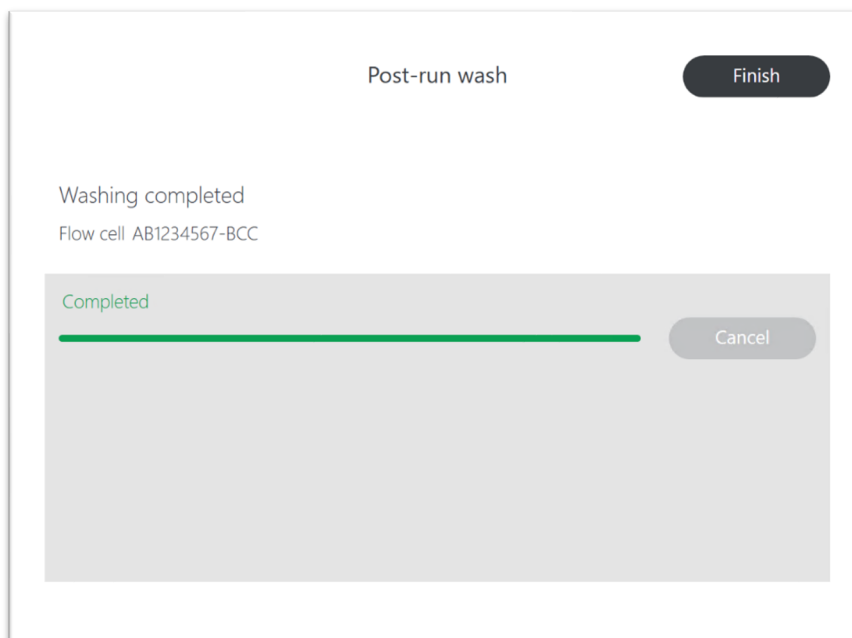 Post-run wash
Finish
Washing completed
Flow cell AB1234567-BCC
Completed
Cancel